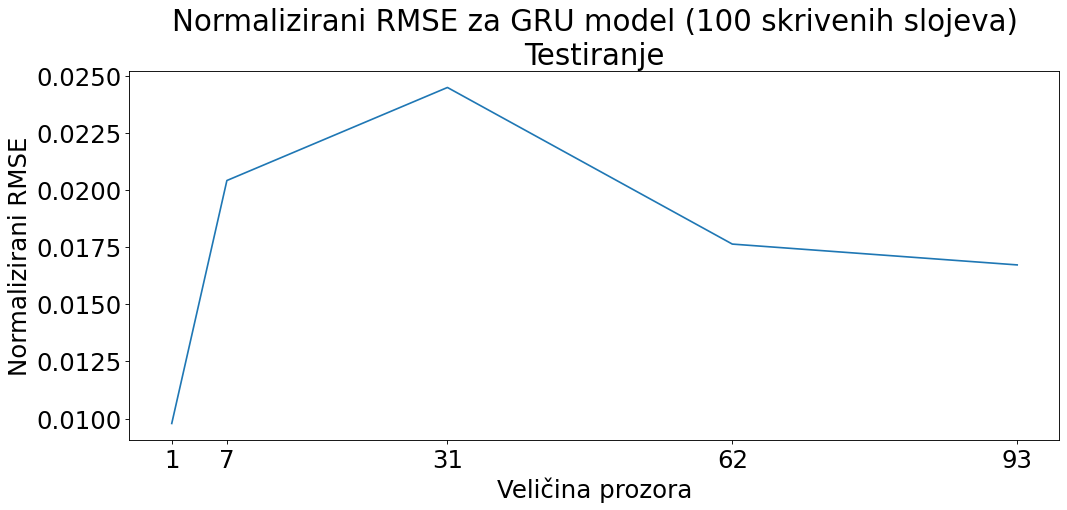 Normalizirani RMSE za GRU model (100 skrivenih slojeva)
Testiranje
Normalizirani RMSE
0.0250
0.0225
0.0200
0.0175
0.0150
0.0125
0.0100
1 7 31 62 93
Veličina prozora